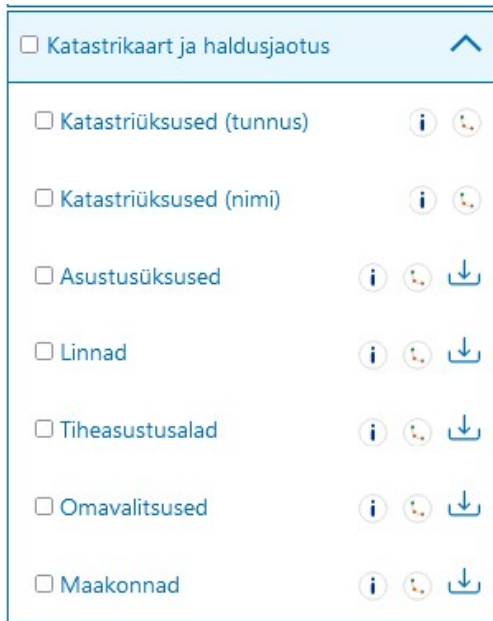 Katastrikaart ja haldusjaotus
Katastriüksused (tunnus)
Katastriüksused (nimi)
Asustusüksused
Linnad
Tiheasustusalad
Omavalitsused
Maakonnad